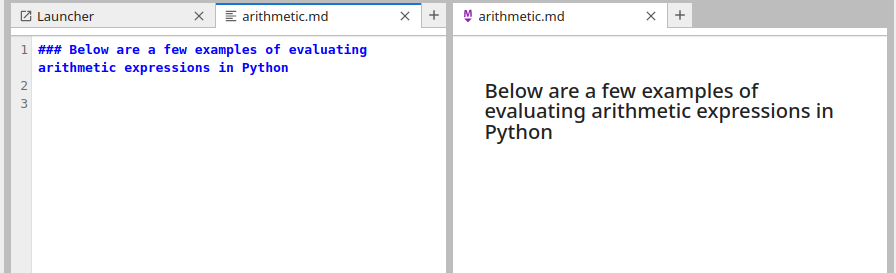 Launcher
arithmetic.md
arithmetic.md
1 ### Below are a few examples of evaluating
arithmetic expressions in Python
2
3
Below are a few examples of
evaluating arithmetic expressions in
Python